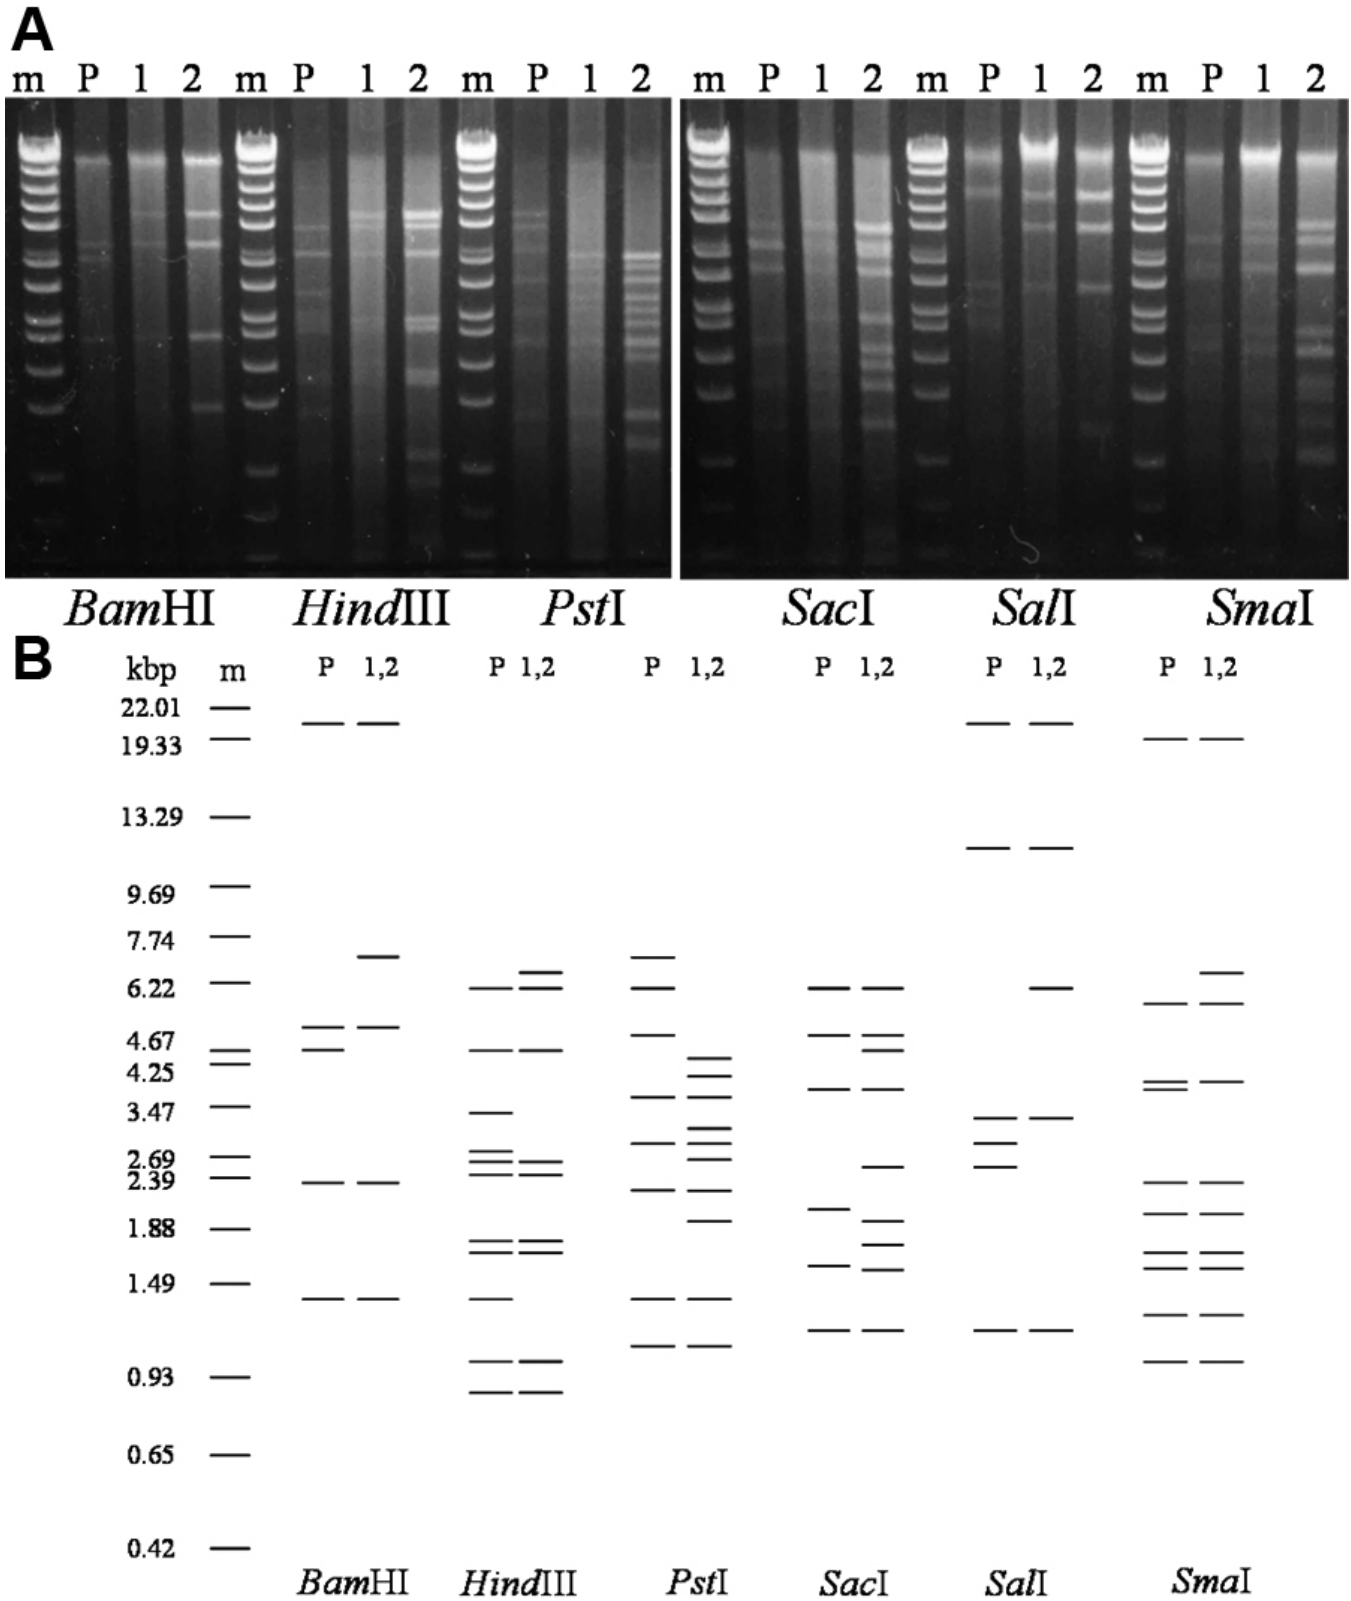 A
m P 1 2 m P 1 2 m P 1 2 m P 1 2 m P 1 2 m P 1 2
BamHI HindIII PstI SacI SalI SmaI
B
kbp m P 1,2 P 1,2 P 1,2 P 1,2 P 1,2 P 1,2
22.01
19.33
13.29
9.69
7.74
6.22
4.67
4.25
3.47
2.69
2.39
1.88
1.49
0.93
0.65
0.42
BamHI HindIII PstI SacI SalI SmaI